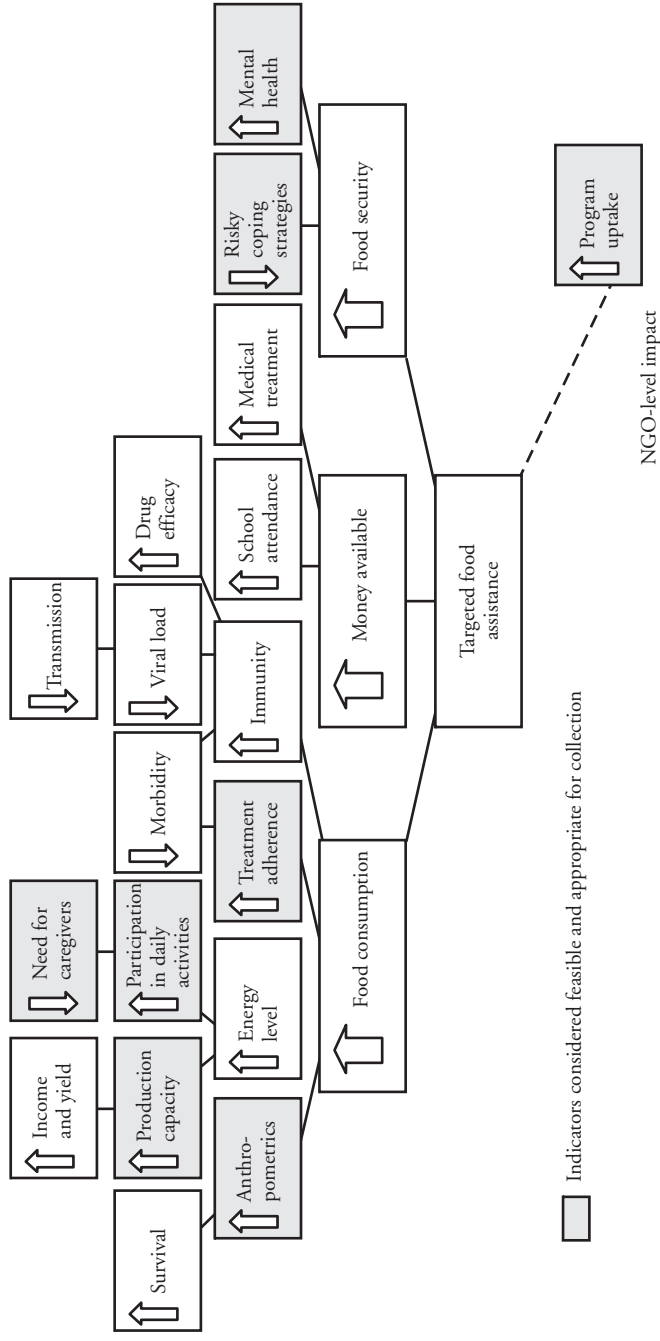 Income
and yield
Need for
caregivers
Transmission
Survival
Production
capacity
Participation
in daily
activities
Morbidity
Viral load
Drug
efficacy
Anthro-
pometrics
Energy
level
Treatment
adherence
Immunity
School
attendance
Medical
treatment
Risky
coping
strategies
Mental
health
Food consumption
Money available
Food security
Targeted food
assistance
Program
uptake
NGO-level impact
Indicators considered feasible and appropriate for collection